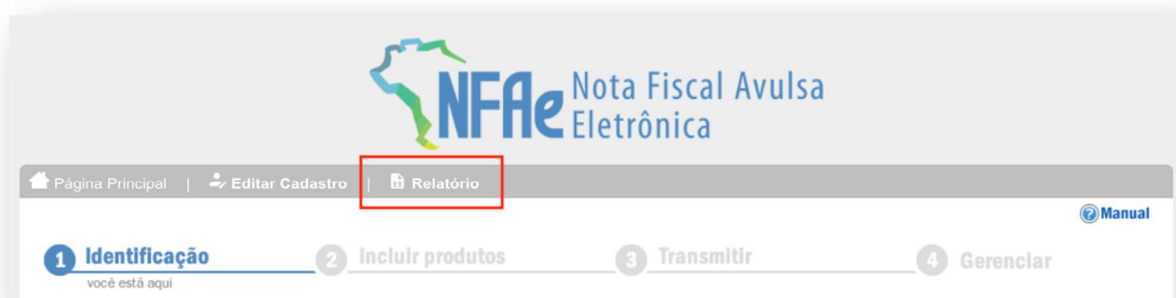 NFAe Nota Fiscal Avulsa
Eletrônica
Página Principal | Editar Cadastro | Relatório
Manual
1 Identificação 2 Incluir produtos 3 Transmitir 4 Gerenciar
você está aqui